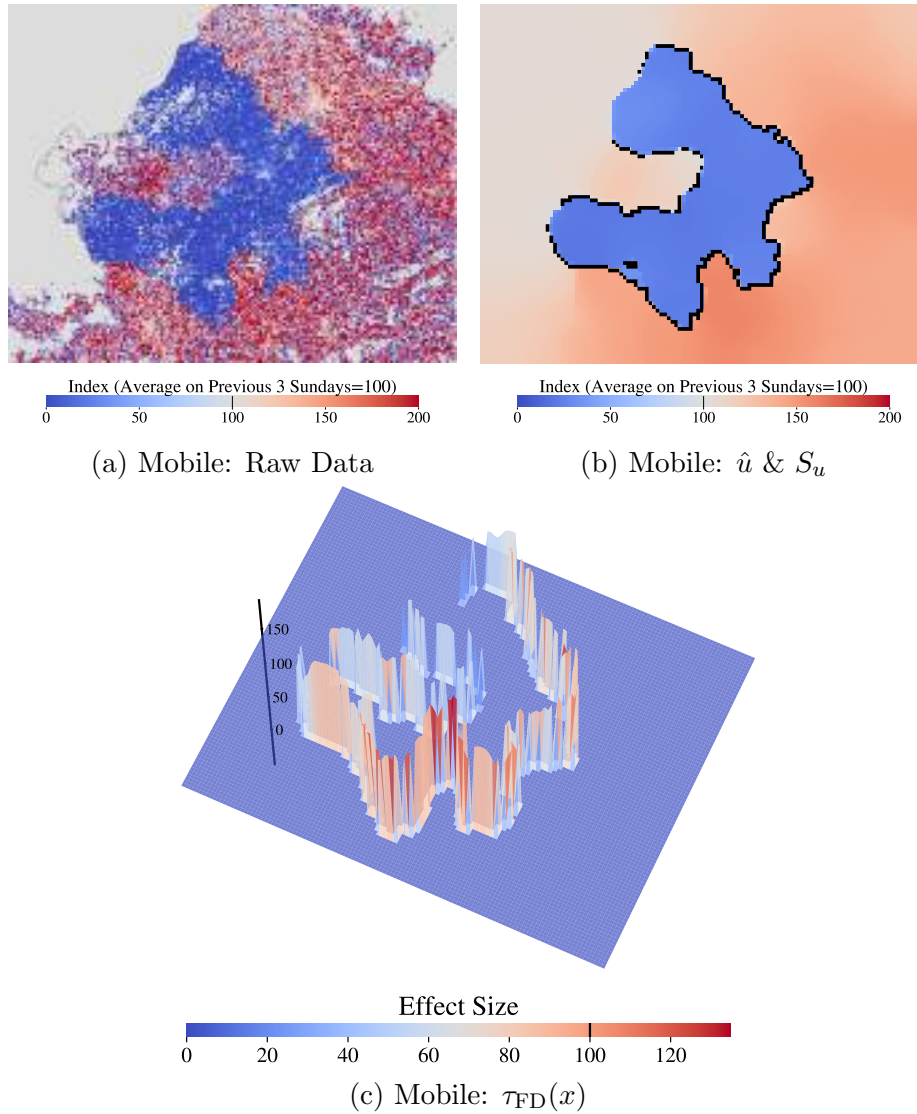 Index (Average on Previous 3 Sundays=100)
0 50 100 150 200
(a) Mobile: Raw Data
Index (Average on Previous 3 Sundays=100)
0 50 100 150 200
(b) Mobile: û & Sᵤ
150
100
50
0
Effect Size
0 20 40 60 80 100 120
(c) Mobile: τ_FD(x)